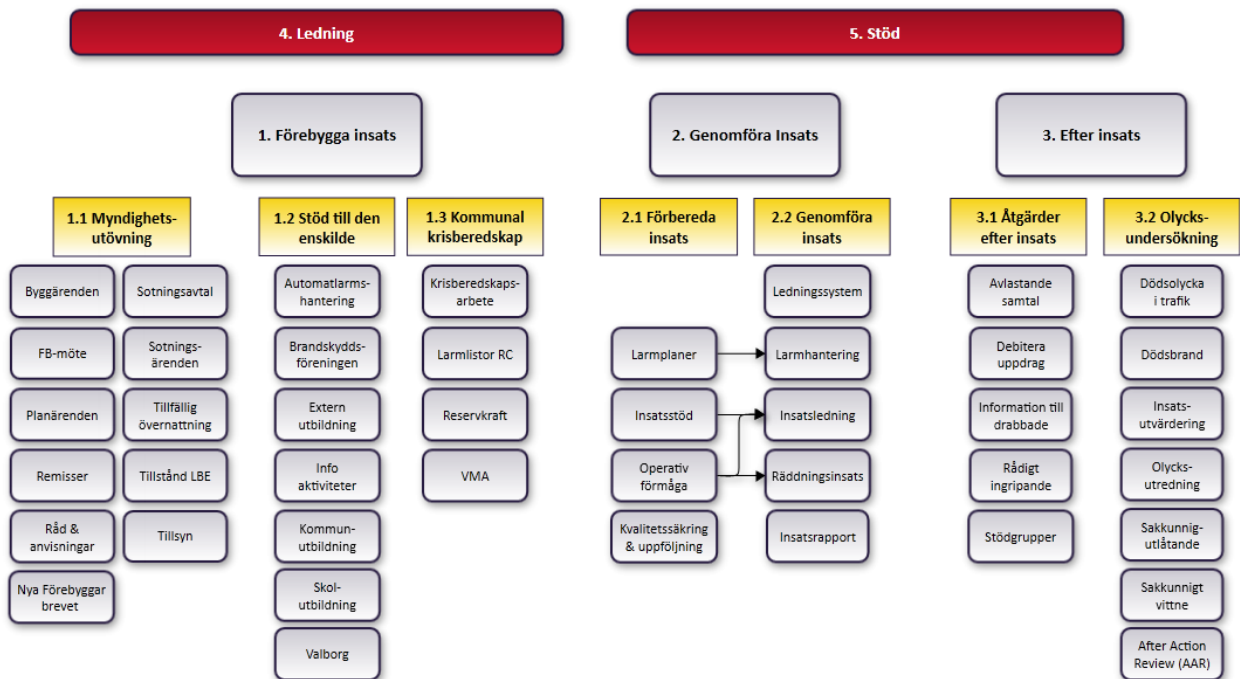 4. Ledning
5. Stöd
1. Förebygga insats
2. Genomföra Insats
3. Efter insats
1.1 Myndighets-
utövning
1.2 Stöd till den
enskilde
1.3 Kommunal
krisberedskap
2.1 Förbereda
insats
2.2 Genomföra
insats
3.1 Åtgärder
efter insats
3.2 Olycks-
undersökning
Byggärenden
FB-möte
Planärenden
Remisser
Råd &
anvisningar
Nya Förebyggar
brevet
Sotningsavtal
Sotnings-
ärenden
Tillfällig
övernattning
Tillstånd LBE
Tillsyn
Automatlarms-
hantering
Brandskydds-
föreningen
Extern
utbildning
Info
aktiviteter
Kommun-
utbildning
Skol-
utbildning
Valborg
Krisberedskaps-
arbete
Larmlistor RC
Reservkraft
VMA
Larmplaner
Insatsstöd
Operativ
förmåga
Kvalitetssäkring
& uppföljning
Ledningssystem
Larmhantering
Insatsledning
Räddningsinsats
Insatsrapport
Avlastande
samtal
Debitera
uppdrag
Information till
drabbade
Rådigt
ingripande
Stödgrupper
Dödsolycka
i trafik
Dödsbrand
Insats-
utvärdering
Olycks-
utredning
Sakkunnig-
utlåtande
Sakkunnigt
vittne
After Action
Review (AAR)